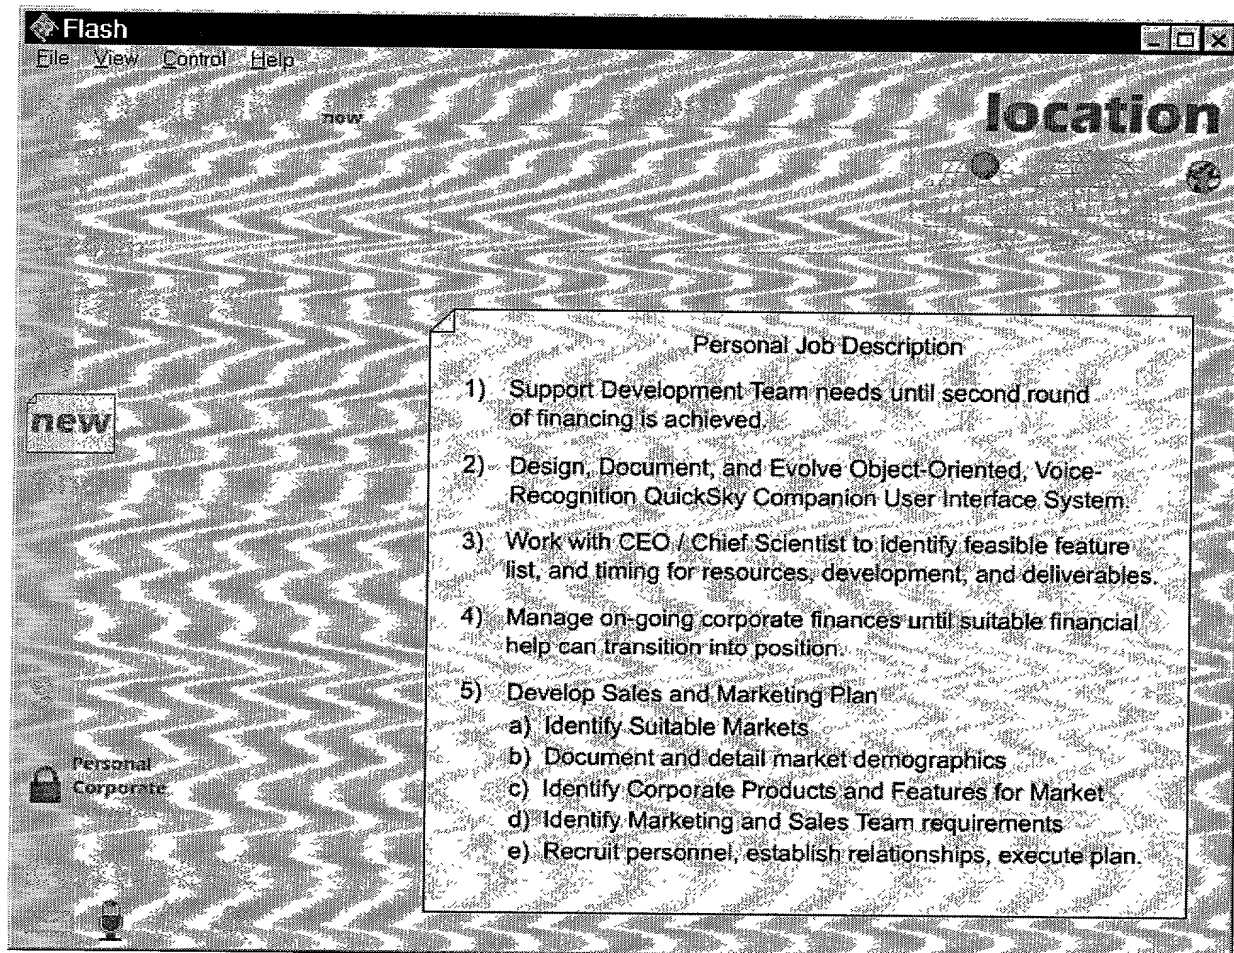 Flash
File View Control Help
now
location
new
Personal Job Description
1) Support Development Team needs until second round
of financing is achieved.
2) Design, Document, and Evolve Object-Oriented, Voice-
Recognition QuickSky Companion User Interface System.
3) Work with CEO / Chief Scientist to identify feasible feature
list, and timing for resources, development, and deliverables.
4) Manage on-going corporate finances until suitable financial
help can transition into position.
5) Develop Sales and Marketing Plan
a) Identify Suitable Markets
b) Document and detail market demographics
c) Identify Corporate Products and Features for Market
d) Identify Marketing and Sales Team requirements
e) Recruit personnel, establish relationships, execute plan.
Personal
Corporate